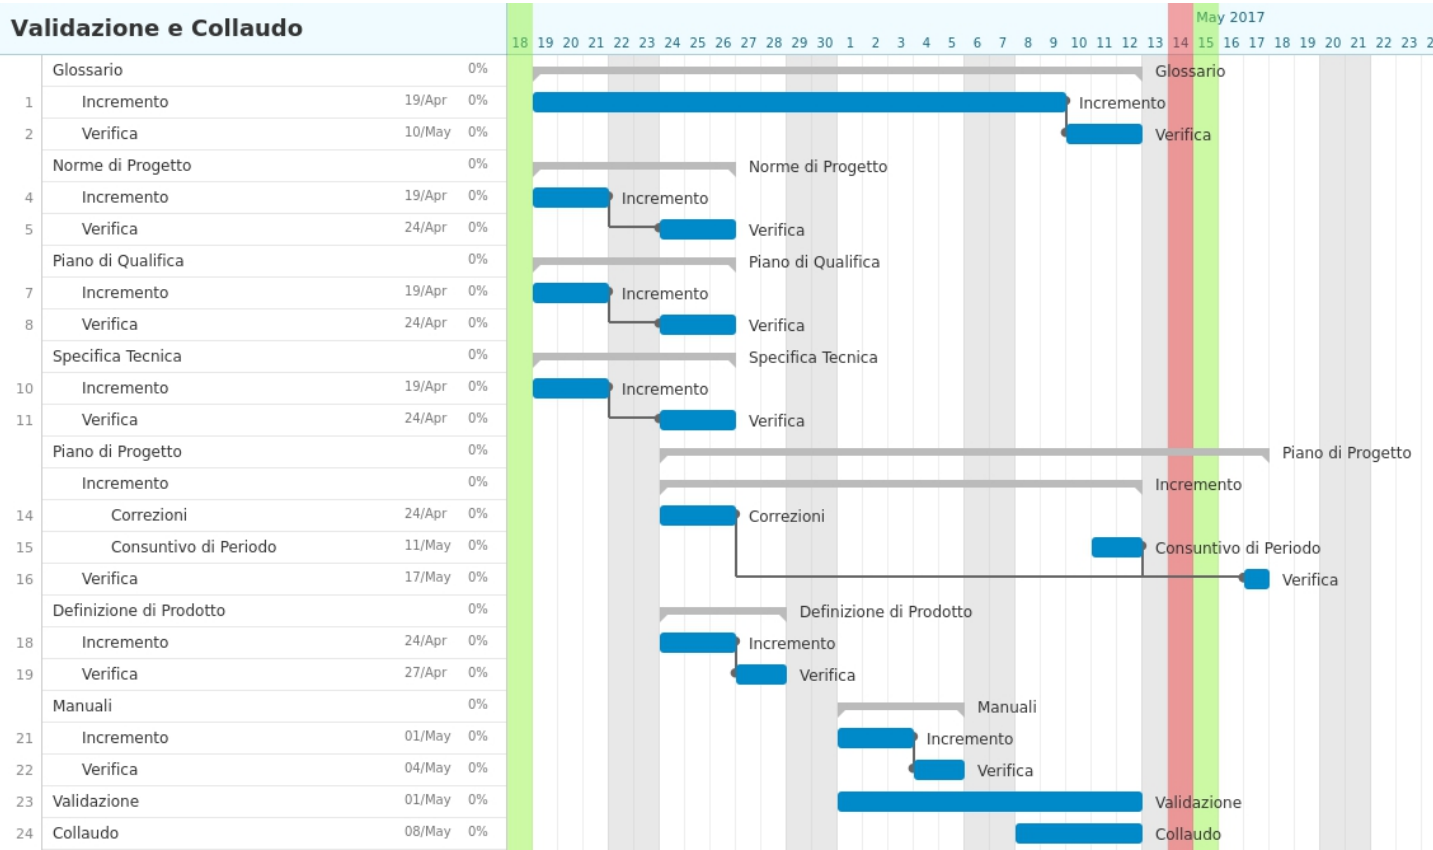 Validazione e Collaudo
May 2017
18 19 20 21 22 23 24 25 26 27 28 29 30 1 2 3 4 5 6 7 8 9 10 11 12 13 14 15 16 17 18 19 20 21 22 23
Glossario 0% Glossario
1 Incremento 19/Apr 0% Incremento
2 Verifica 10/May 0% Verifica
Norme di Progetto 0% Norme di Progetto
4 Incremento 19/Apr 0% Incremento
5 Verifica 24/Apr 0% Verifica
Piano di Qualifica 0% Piano di Qualifica
7 Incremento 19/Apr 0% Incremento
8 Verifica 24/Apr 0% Verifica
Specifica Tecnica 0% Specifica Tecnica
10 Incremento 19/Apr 0% Incremento
11 Verifica 24/Apr 0% Verifica
Piano di Progetto 0% Piano di Progetto
Incremento 0% Incremento
14 Correzioni 24/Apr 0% Correzioni
15 Consuntivo di Periodo 11/May 0% Consuntivo di Periodo
16 Verifica 17/May 0% Verifica
Definizione di Prodotto 0% Definizione di Prodotto
18 Incremento 24/Apr 0% Incremento
19 Verifica 27/Apr 0% Verifica
Manuali 0% Manuali
21 Incremento 01/May 0% Incremento
22 Verifica 04/May 0% Verifica
23 Validazione 01/May 0% Validazione
24 Collaudo 08/May 0% Collaudo